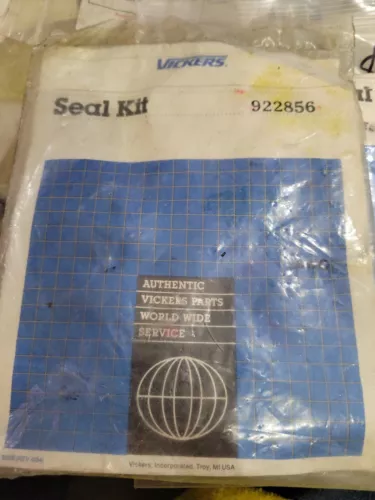 VICKERS
Seal Kit 922856
AUTHENTIC
VICKERS PARTS
WORLD WIDE
SERVICE
Vickers, Incorporated, Troy, MI USA